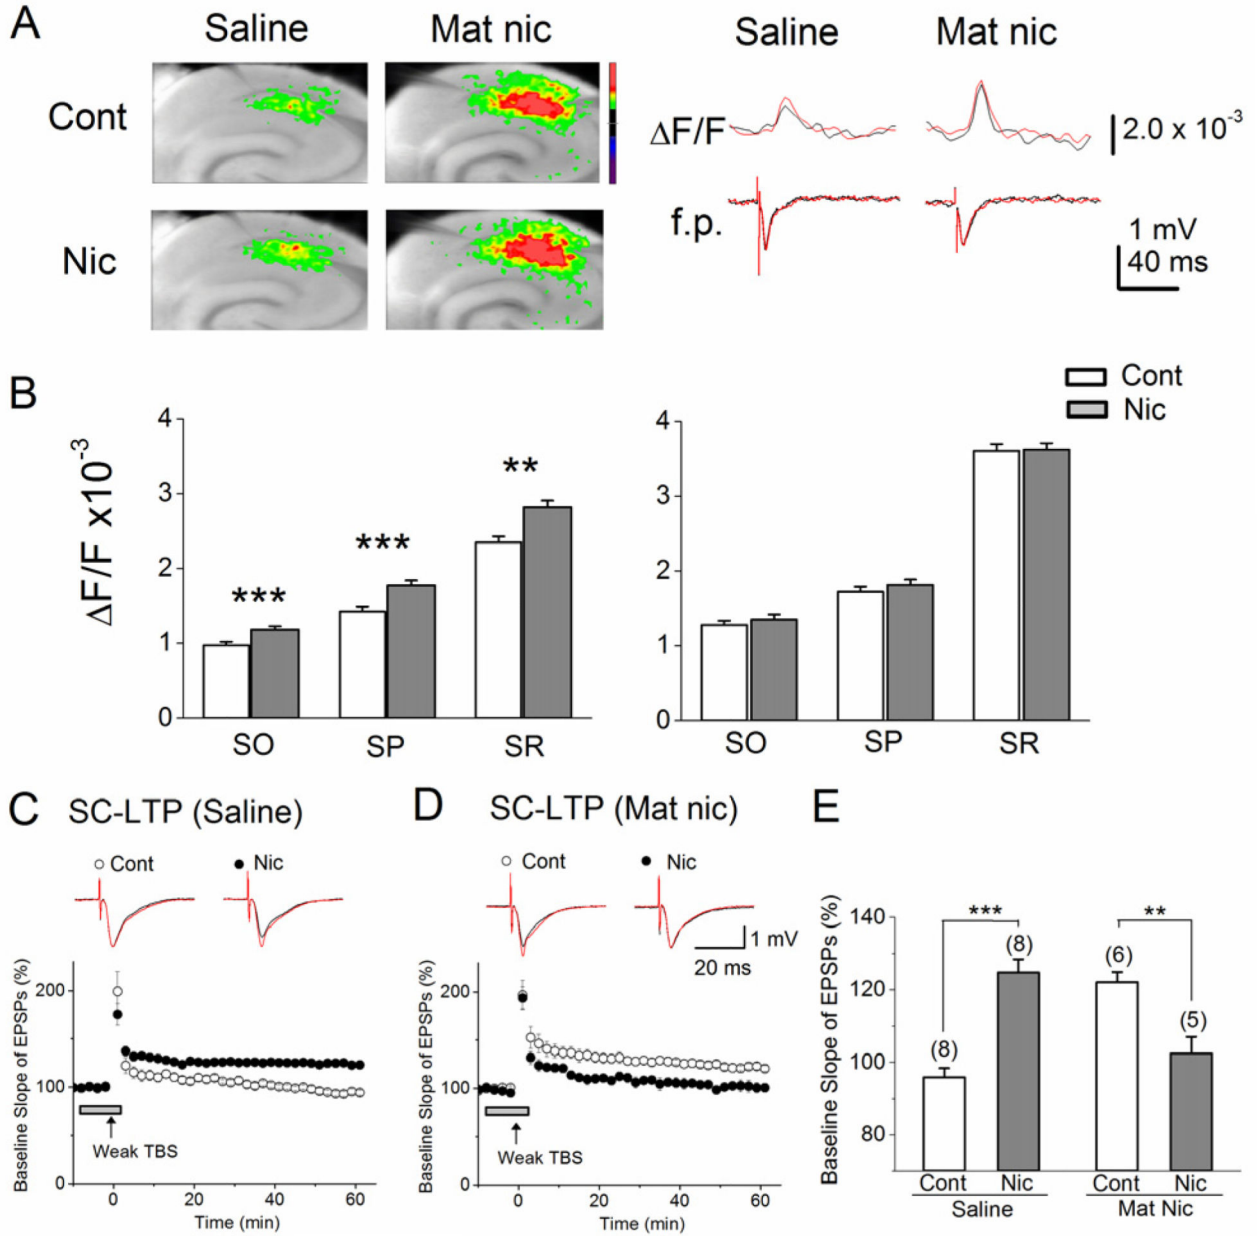 A
Saline
Mat nic
Saline
Mat nic
Cont
ΔF/F
2.0 x 10⁻³
Nic
f.p.
1 mV
40 ms
B
Cont
Nic
ΔF/F x10⁻³
4
3
2
1
0
***
***
**
SO
SP
SR
4
3
2
1
0
SO
SP
SR
C
SC-LTP (Saline)
Cont
Nic
Baseline Slope of EPSPs (%)
200
100
0
Weak TBS
0
20
40
60
Time (min)
D
SC-LTP (Mat nic)
Cont
Nic
1 mV
20 ms
Baseline Slope of EPSPs (%)
200
100
0
Weak TBS
0
20
40
60
Time (min)
E
Baseline Slope of EPSPs (%)
140
120
100
80
***
**
(8)
(8)
(6)
(5)
Cont
Nic
Cont
Nic
Saline
Mat Nic